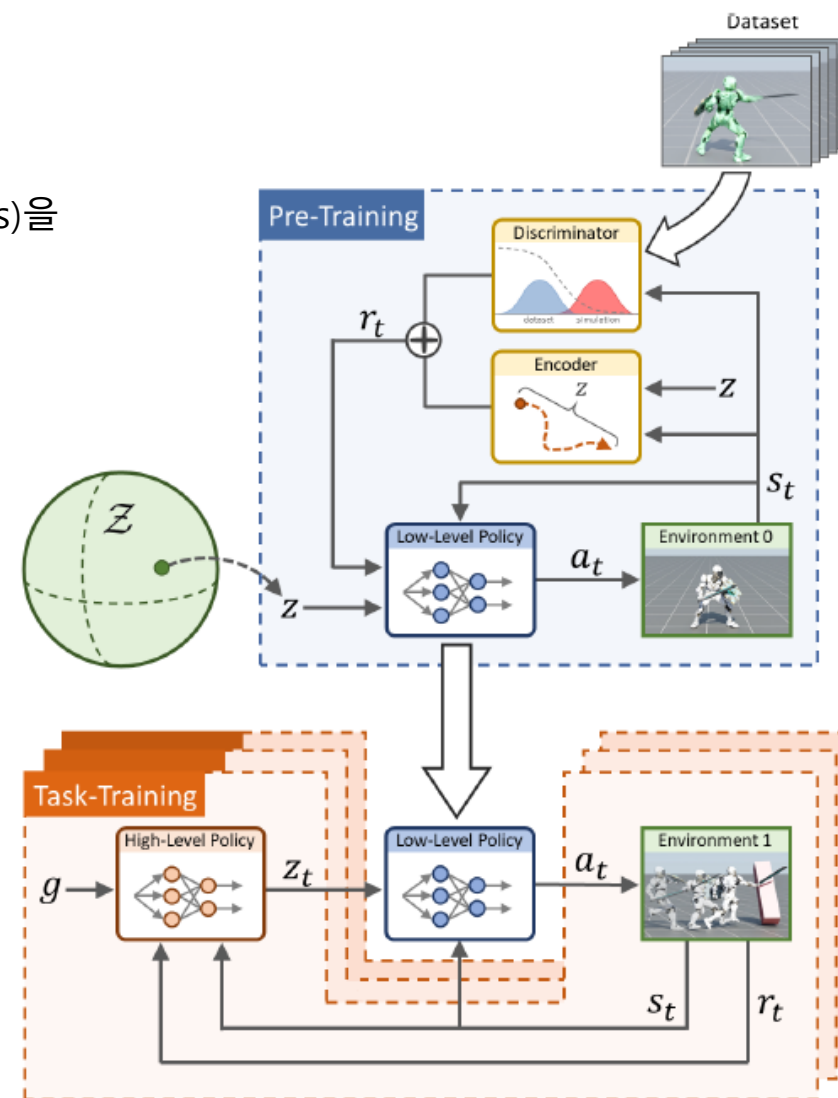 Dataset
s)을
Pre-Training
Discriminator
dataset simulation
r_t
Encoder
z
z
s_t
𝒵
z
Low-Level Policy
a_t
Environment 0
Task-Training
High-Level Policy
Low-Level Policy
Environment 1
g
z_t
a_t
s_t
r_t